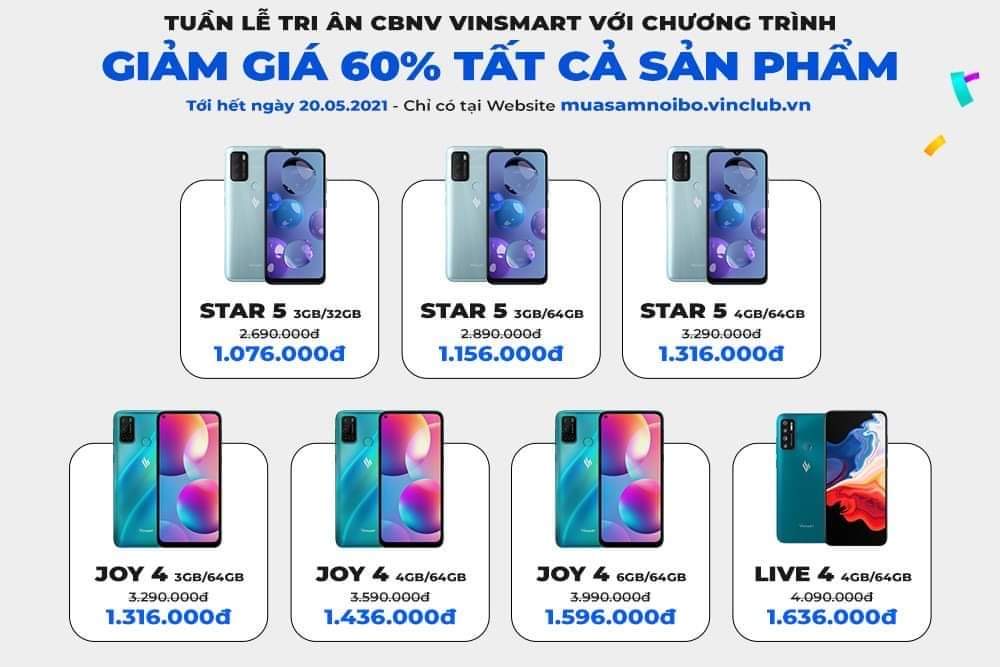 TUẦN LỄ TRI ÂN CBNV VINSMART VỚI CHƯƠNG TRÌNH
GIẢM GIÁ 60% TẤT CẢ SẢN PHẨM
Tới hết ngày 20.05.2021 - Chỉ có tại Website muasamnoibo.vinclub.vn
STAR 5 3GB/32GB
2.690.000đ
1.076.000đ
STAR 5 3GB/64GB
2.890.000đ
1.156.000đ
STAR 5 4GB/64GB
3.290.000đ
1.316.000đ
JOY 4 3GB/64GB
3.290.000đ
1.316.000đ
JOY 4 4GB/64GB
3.590.000đ
1.436.000đ
JOY 4 6GB/64GB
3.990.000đ
1.596.000đ
LIVE 4 4GB/64GB
4.090.000đ
1.636.000đ